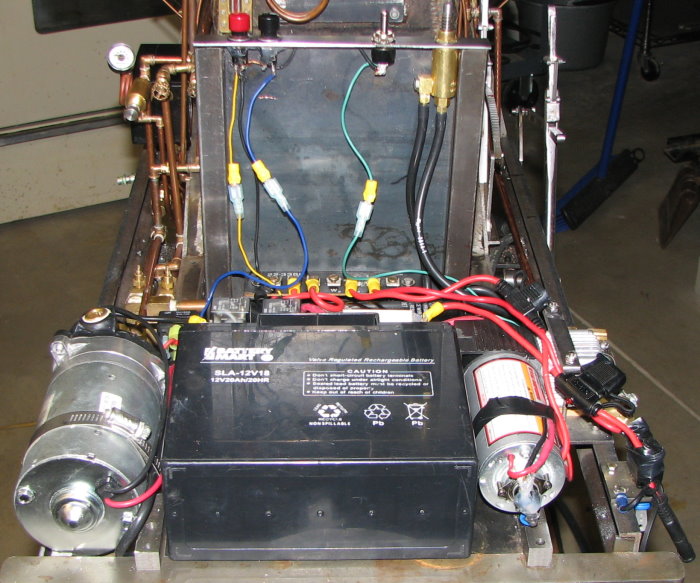 Valve Regulated Rechargeable Battery
SLA-12V18
12V20Ah/20HR
CAUTION
• Don't short-circuit battery terminals
• Don't charge under airtight conditions
• Sealed lead battery must be recycled or
disposed of properly
• Keep out of reach of children
RECYCLE
NONSPILLABLE
Pb
Pb